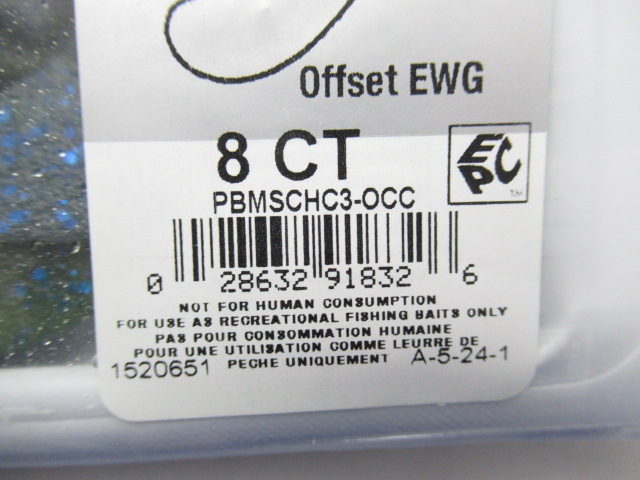 Offset EWG
8 CT
EPC™
PBMSCHC3-OCC
0 28632 91832 6
NOT FOR HUMAN CONSUMPTION
FOR USE AS RECREATIONAL FISHING BAITS ONLY
PAS POUR CONSOMMATION HUMAINE
POUR UNE UTILISATION COMME LEURRE DE
1520651 PECHE UNIQUEMENT A-5-24-1